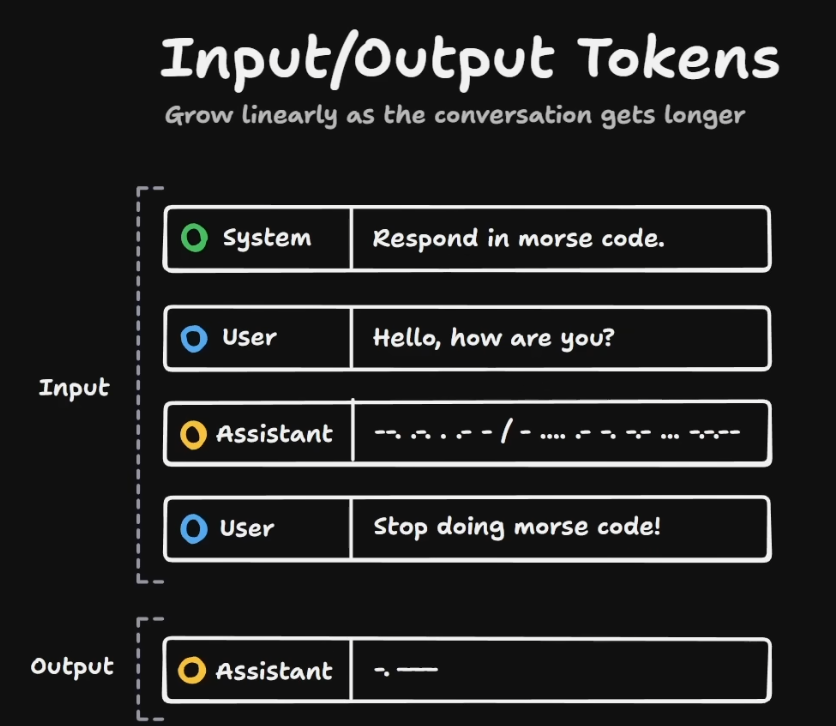 Input/Output Tokens
Grow linearly as the conversation gets longer
Input
System
Respond in morse code.
User
Hello, how are you?
Assistant
--. .-. . .- - / - .... .- -. -.- ... -.-.--
User
Stop doing morse code!
Output
Assistant
-. ---